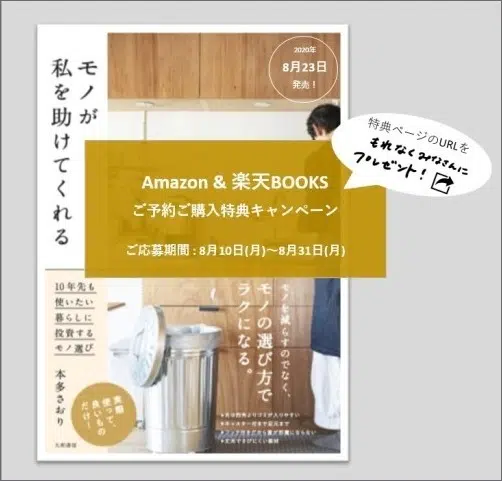 2020年
8月23日
発売！
モノが
私を助けてくれる
特典ページのURLを
もれなくみなさんに
プレゼント！
Amazon & 楽天BOOKS
ご予約ご購入特典キャンペーン
ご応募期間 : 8月10日(月)～8月31日(月)
10年先も
使いたい
暮らしに
投資する
モノ選び
本多さおり
モノを減らすのでなく、
モノの選び方で
ラクになる。
実際
使って、
良いもの
だけ！
大和書房